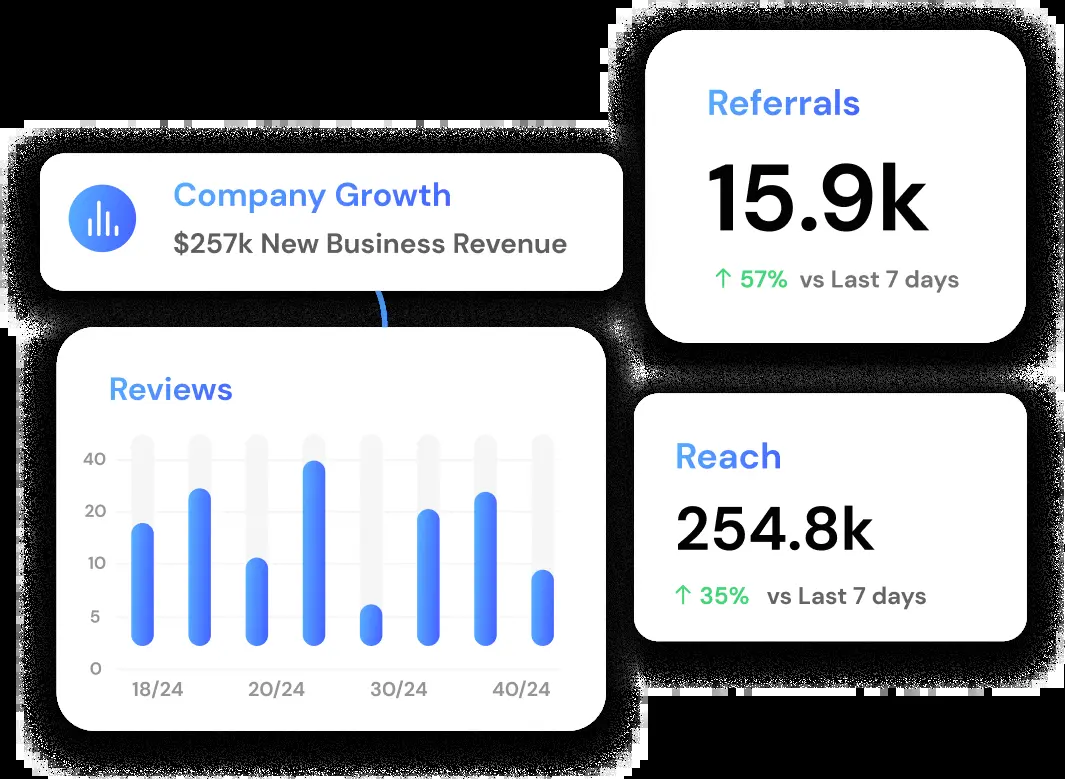 Company Growth
$257k New Business Revenue
Referrals
15.9k
↑ 57% vs Last 7 days
Reviews
40
20
10
5
0
18/24 20/24 30/24 40/24
Reach
254.8k
↑ 35% vs Last 7 days